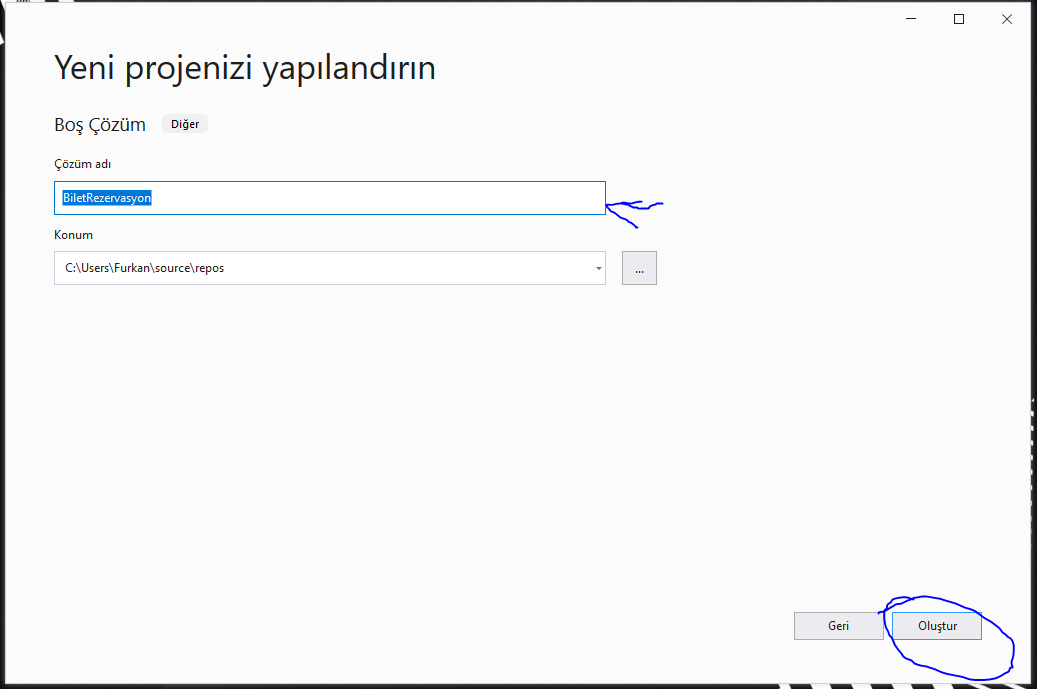 Yeni projenizi yapılandırın
Boş Çözüm Diğer
Çözüm adı
BiletRezervasyon
Konum
C:\Users\Furkan\source\repos
...
Geri Oluştur